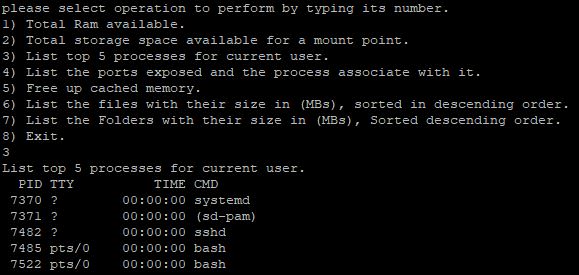 please select operation to perform by typing its number.
1) Total Ram available.
2) Total storage space available for a mount point.
3) List top 5 processes for current user.
4) List the ports exposed and the process associate with it.
5) Free up cached memory.
6) List the files with their size in (MBs), sorted in descending order.
7) List the Folders with their size in (MBs), Sorted descending order.
8) Exit.
3
List top 5 processes for current user.
PID TTY TIME CMD
7370 ? 00:00:00 systemd
7371 ? 00:00:00 (sd-pam)
7482 ? 00:00:00 sshd
7485 pts/0 00:00:00 bash
7522 pts/0 00:00:00 bash